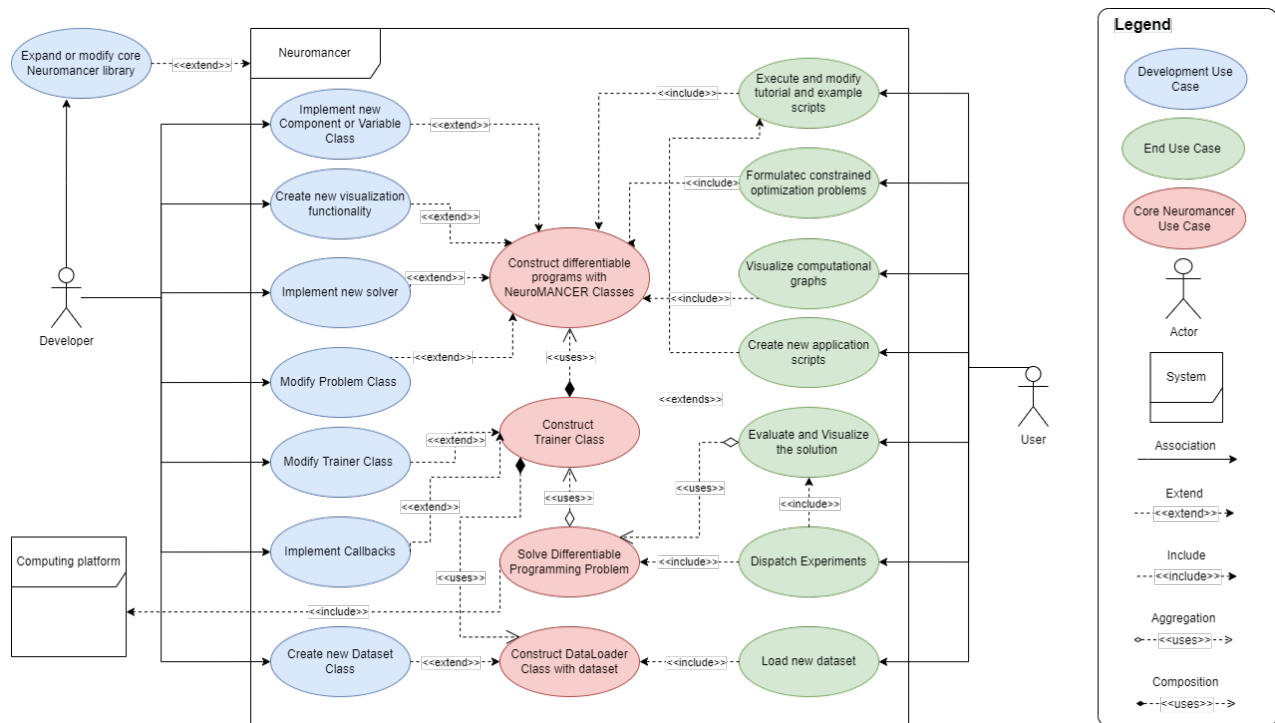 Expand or modify core
Neuromancer library
<<extend>>
Neuromancer
Implement new
Component or Variable
Class
<<extend>>
Create new visualization
functionality
<<extend>>
Implement new solver
<<extend>>
Modify Problem Class
<<extend>>
Modify Trainer Class
<<extend>>
Implement Callbacks
<<extend>>
Create new Dataset
Class
<<extend>>
Developer
Computing platform
<<include>>
Construct differentiable
programs with
NeuroMANCER Classes
<<uses>>
Construct
Trainer Class
<<uses>>
<<uses>>
Solve Differentiable
Programming Problem
Construct DataLoader
Class with dataset
<<include>>
Execute and modify
tutorial and example
scripts
<<include>>
Formulatec constrained
optimization problems
<<include>>
Visualize computational
graphs
Create new application
scripts
<<extends>>
Evaluate and Visualize
the solution
<<uses>>
<<include>>
<<include>>
Dispatch Experiments
<<include>>
Load new dataset
User
Legend
Development Use
Case
End Use Case
Core Neuromancer
Use Case
Actor
System
Association
Extend
<<extend>>
Include
<<include>>
Aggregation
<<uses>>
Composition
<<uses>>